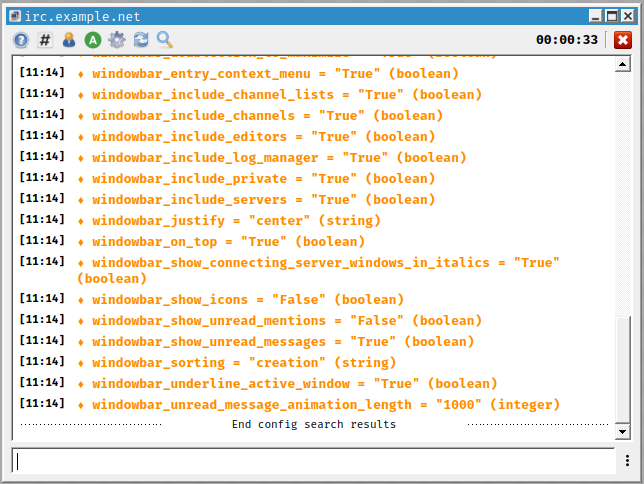 irc.example.net
# A 00:00:33
[11:14] ♦ windowbar_entry_context_menu = "True" (boolean)
[11:14] ♦ windowbar_include_channel_lists = "True" (boolean)
[11:14] ♦ windowbar_include_channels = "True" (boolean)
[11:14] ♦ windowbar_include_editors = "True" (boolean)
[11:14] ♦ windowbar_include_log_manager = "True" (boolean)
[11:14] ♦ windowbar_include_private = "True" (boolean)
[11:14] ♦ windowbar_include_servers = "True" (boolean)
[11:14] ♦ windowbar_justify = "center" (string)
[11:14] ♦ windowbar_on_top = "True" (boolean)
[11:14] ♦ windowbar_show_connecting_server_windows_in_italics = "True"
(boolean)
[11:14] ♦ windowbar_show_icons = "False" (boolean)
[11:14] ♦ windowbar_show_unread_mentions = "False" (boolean)
[11:14] ♦ windowbar_show_unread_messages = "True" (boolean)
[11:14] ♦ windowbar_sorting = "creation" (string)
[11:14] ♦ windowbar_underline_active_window = "True" (boolean)
[11:14] ♦ windowbar_unread_message_animation_length = "1000" (integer)
End config search results